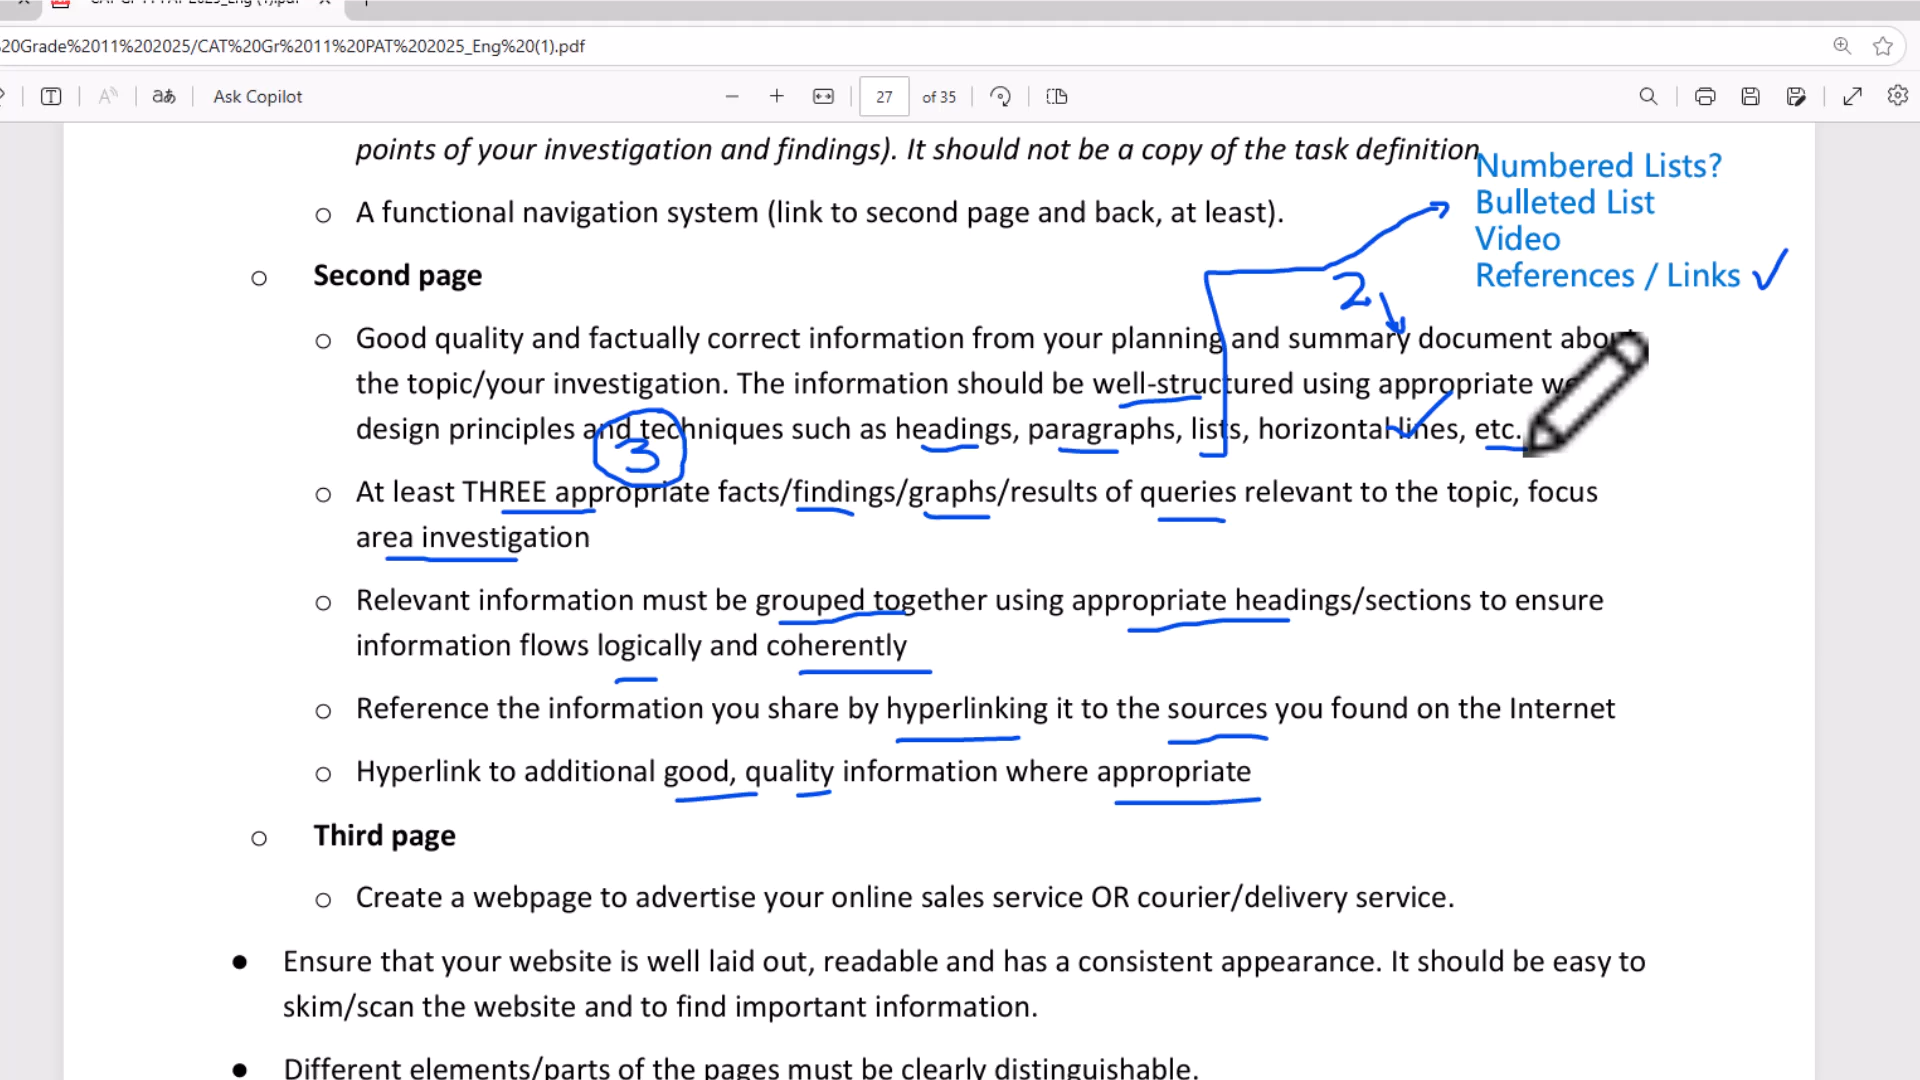 20Grade%2011%202025/CAT%20Gr%2011%20PAT%202025_Eng%20(1).pdf
Ask Copilot
27 of 35
points of your investigation and findings). It should not be a copy of the task definition.
Numbered Lists?
Bulleted List
Video
References / Links
A functional navigation system (link to second page and back, at least).
Second page
2
Good quality and factually correct information from your planning and summary document about
the topic/your investigation. The information should be well-structured using appropriate
design principles and techniques such as headings, paragraphs, lists, horizontal lines, etc.
3
At least THREE appropriate facts/findings/graphs/results of queries relevant to the topic, focus
area investigation
Relevant information must be grouped together using appropriate headings/sections to ensure
information flows logically and coherently
Reference the information you share by hyperlinking it to the sources you found on the Internet
Hyperlink to additional good, quality information where appropriate
Third page
Create a webpage to advertise your online sales service OR courier/delivery service.
● Ensure that your website is well laid out, readable and has a consistent appearance. It should be easy to
skim/scan the website and to find important information.
● Different elements/parts of the pages must be clearly distinguishable.